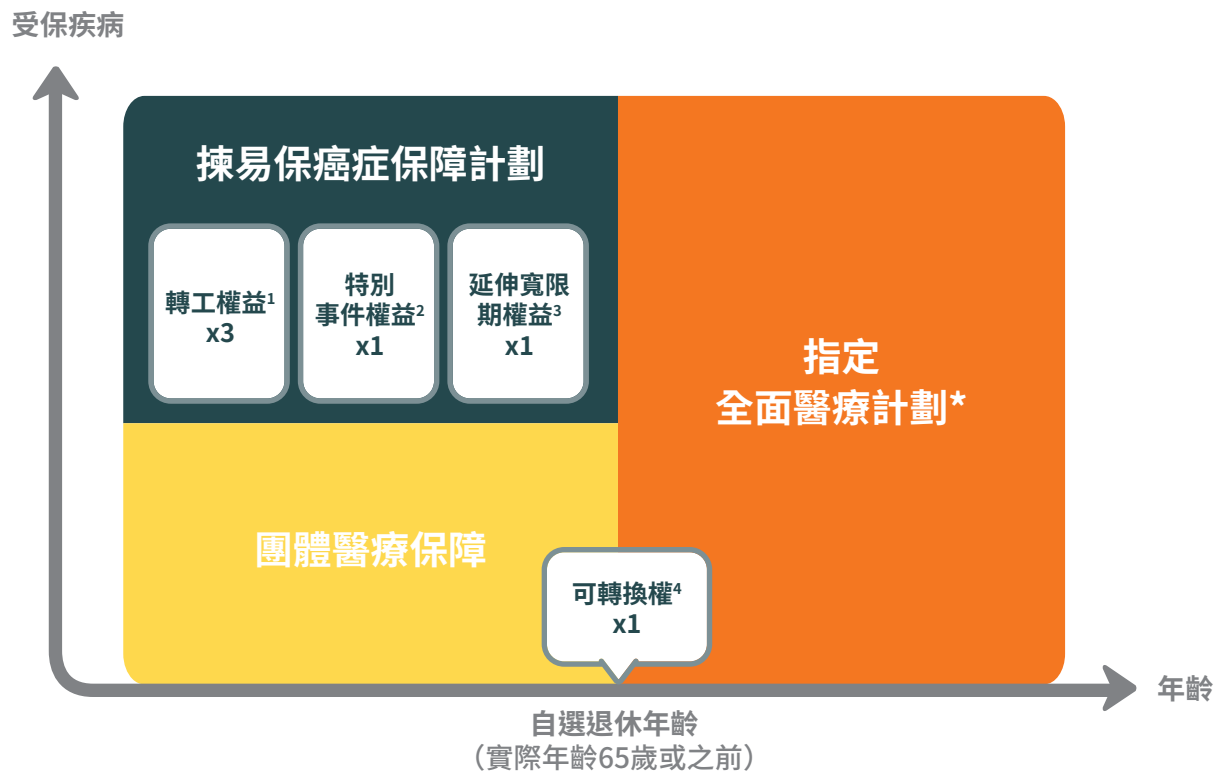 受保疾病
揀易保癌症保障計劃
轉工權益1
x3
特別
事件權益2
x1
延伸寬限
期權益3
x1
指定
全面醫療計劃*
團體醫療保障
可轉換權4
x1
年齡
自選退休年齡
（實際年齡65歲或之前）